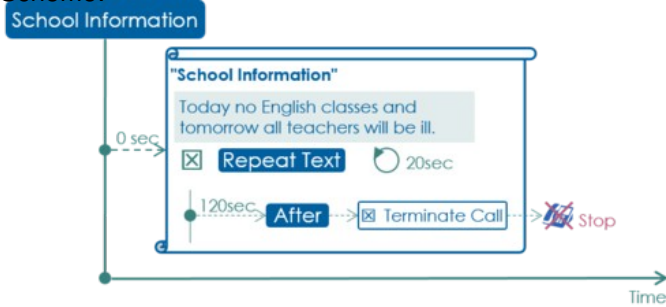 School Information
"School Information"
Today no English classes and
tomorrow all teachers will be ill.
0 sec
Repeat Text
20sec
120sec
After
Terminate Call
Stop
Time